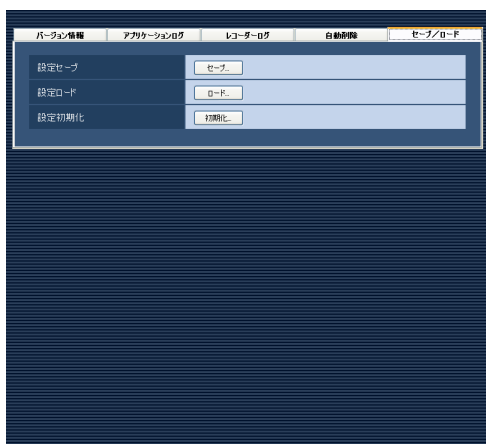 バージョン情報 アプリケーションログ レコーダーログ 自動削除 セーブ／ロード
設定セーブ セーブ...
設定ロード ロード...
設定初期化 初期化...